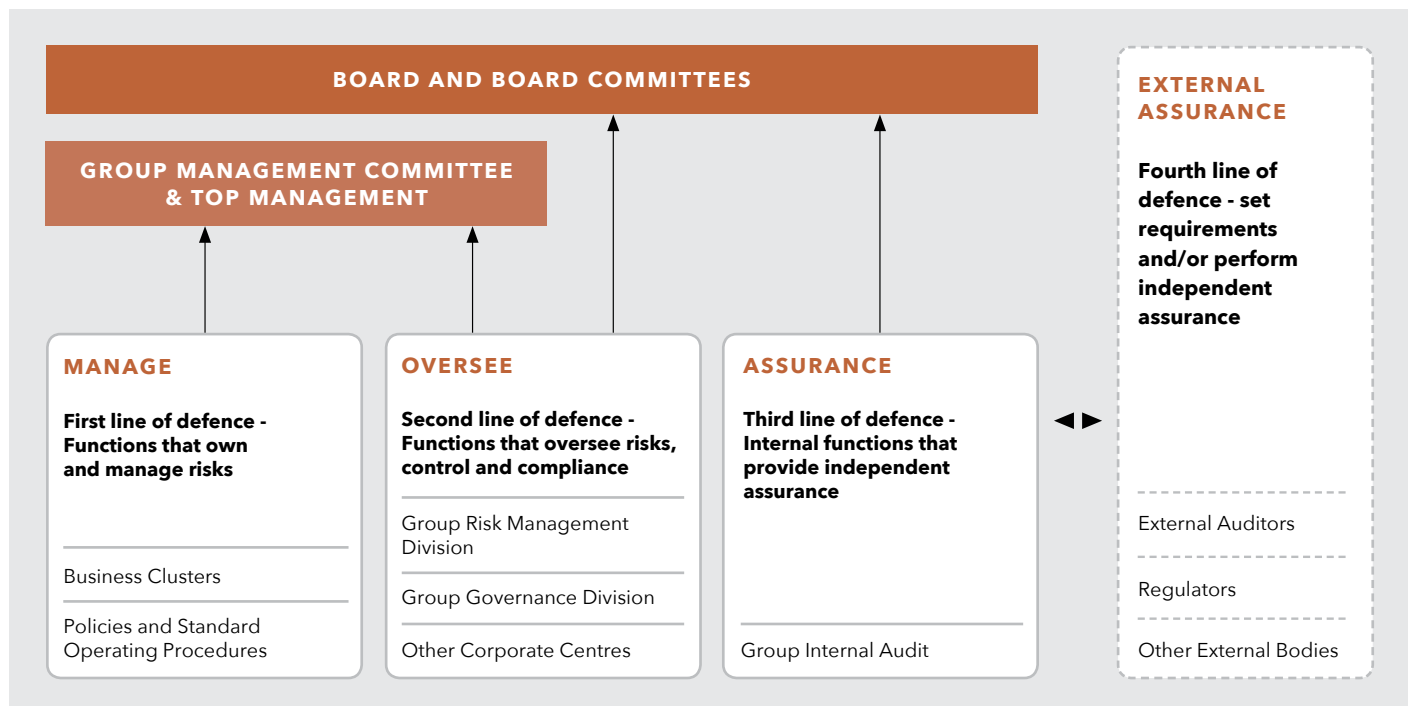 BOARD AND BOARD COMMITTEES
GROUP MANAGEMENT COMMITTEE
& TOP MANAGEMENT
MANAGE
First line of defence -
Functions that own
and manage risks
Business Clusters
Policies and Standard
Operating Procedures
OVERSEE
Second line of defence -
Functions that oversee risks,
control and compliance
Group Risk Management
Division
Group Governance Division
Other Corporate Centres
ASSURANCE
Third line of defence -
Internal functions that
provide independent
assurance
Group Internal Audit
EXTERNAL
ASSURANCE
Fourth line of
defence - set
requirements
and/or perform
independent
assurance
External Auditors
Regulators
Other External Bodies